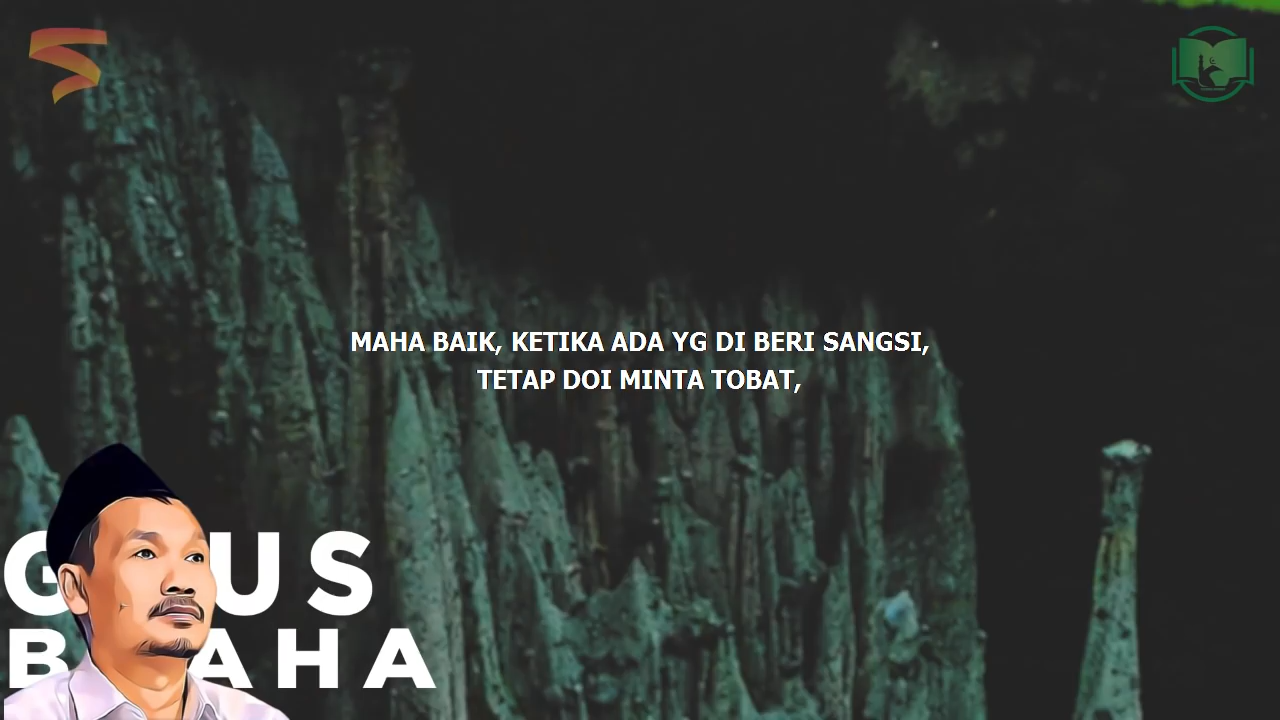 MAHA BAIK, KETIKA ADA YG DI BERI SANGSI,
TETAP DOI MINTA TOBAT,
GUS
BAHA